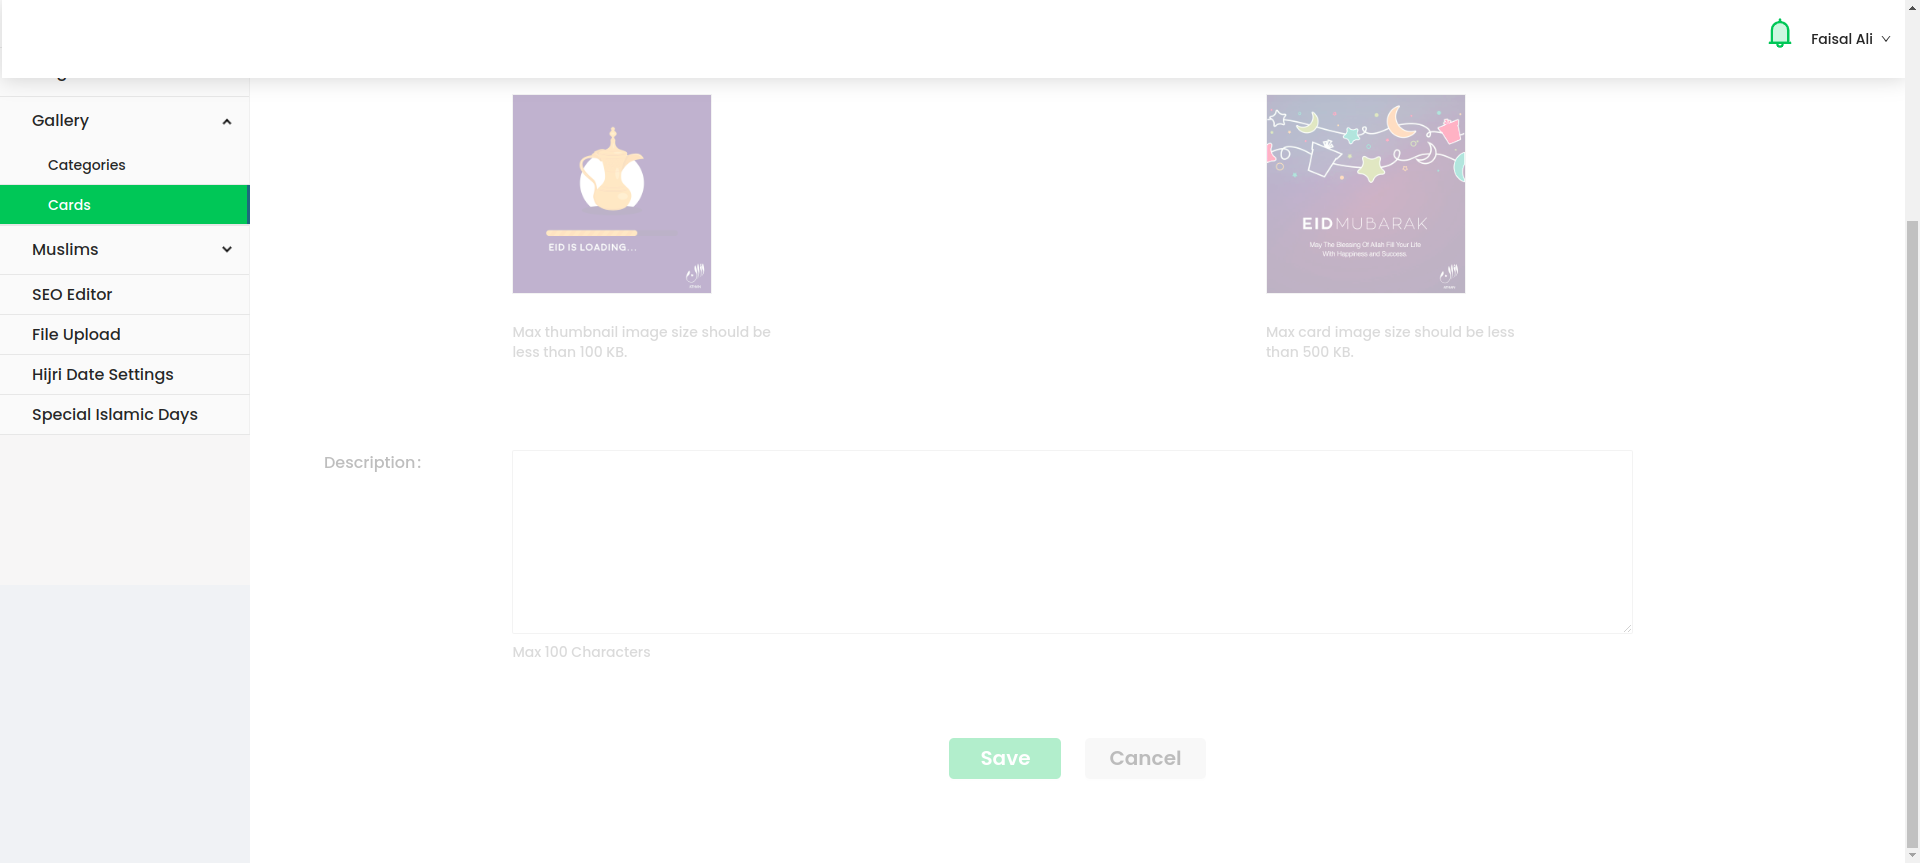 Faisal Ali
Gallery
Categories
Cards
Muslims
SEO Editor
File Upload
Hijri Date Settings
Special Islamic Days
EID IS LOADING...
EIDMUBARAK
May The Blessing Of Allah Fill Your Life
With Happiness and Success.
Max thumbnail image size should be
less than 100 KB.
Max card image size should be less
than 500 KB.
Description:
Max 100 Characters
Save
Cancel